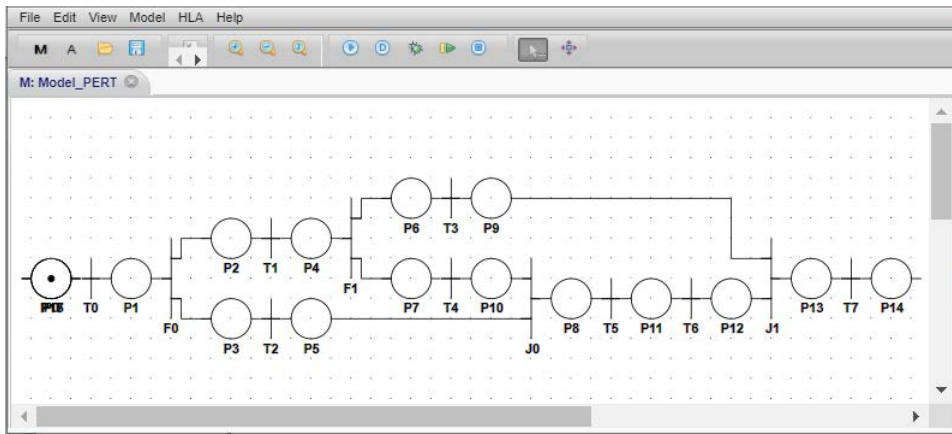 File Edit View Model HLA Help
M A D
M: Model_PERT
P6 T3 P9
P2 T1 P4
F1
P7 T4 P10
T0 P1
F0
P3 T2 P5
J0
P8 T5 P11 T6 P12
J1
P13 T7 P14